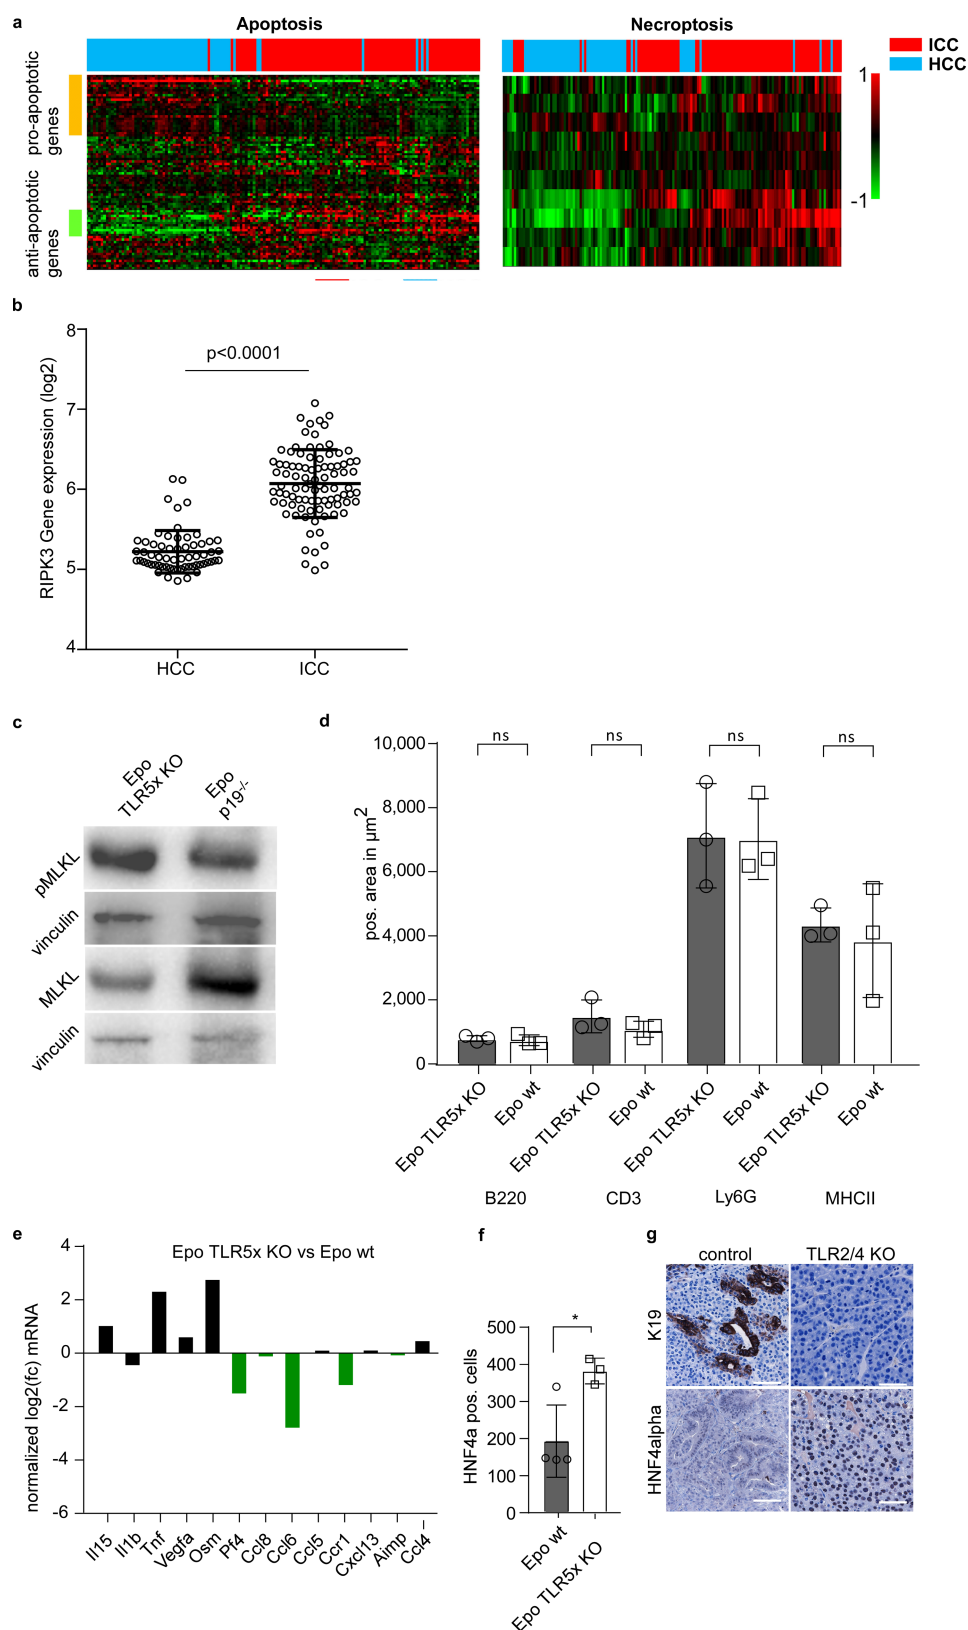 a
Apoptosis
Necroptosis
ICC
HCC
pro-apoptotic
genes
anti-apoptotic
genes
1
-1
b
RIPK3 Gene expression (log2)
8
7
6
5
4
p<0.0001
HCC
ICC
c
Epo
TLR5x KO
Epo
p19-/-
pMLKL
vinculin
MLKL
vinculin
d
pos. area in µm2
10,000
8,000
6,000
4,000
2,000
0
ns
ns
ns
ns
Epo TLR5x KO
Epo wt
Epo TLR5x KO
Epo wt
Epo TLR5x KO
Epo wt
Epo TLR5x KO
Epo wt
B220
CD3
Ly6G
MHCII
e
Epo TLR5x KO vs Epo wt
normalized log2(fc) mRNA
4
2
0
-2
-4
-6
Il15
Il1b
Tnf
Vegfa
Osm
Pf4
Ccl8
Ccl6
Ccl5
Ccr1
Cxcl13
Aimp
Ccl4
f
HNF4a pos. cells
500
400
300
200
100
0
*
Epo wt
Epo TLR5x KO
g
control
TLR2/4 KO
K19
HNF4alpha